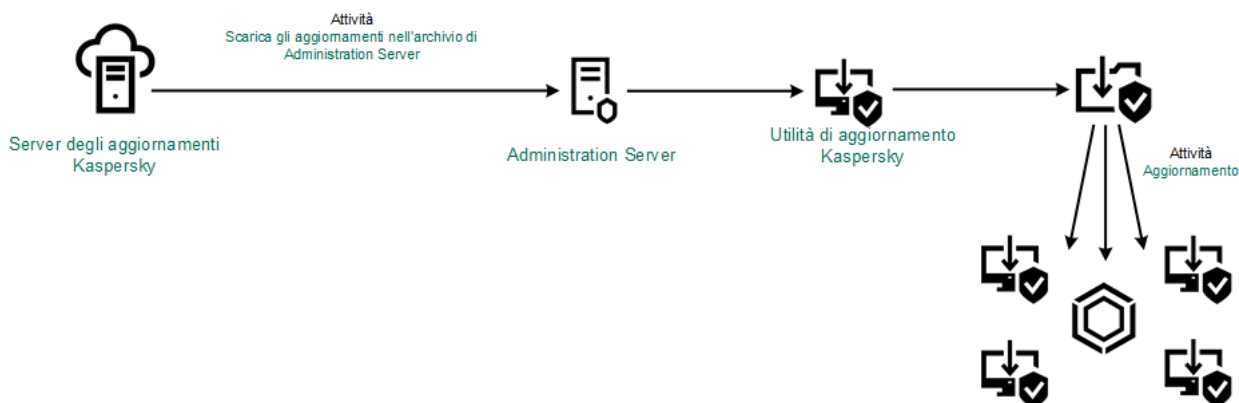 Attività
Scarica gli aggiornamenti nell'archivio di
Administration Server
Server degli aggiornamenti
Kaspersky
Administration Server
Utilità di aggiornamento
Kaspersky
Attività
Aggiornamento